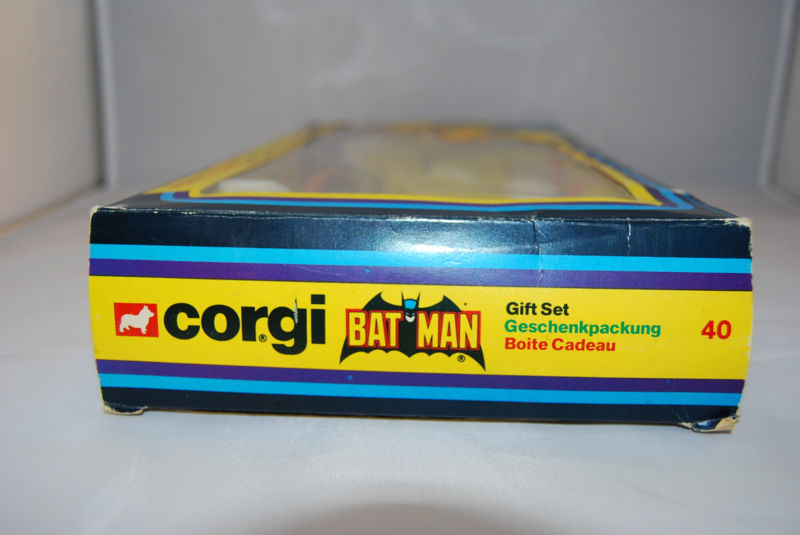 corgi®
BATMAN®
Gift Set
Geschenkpackung
Boite Cadeau
40